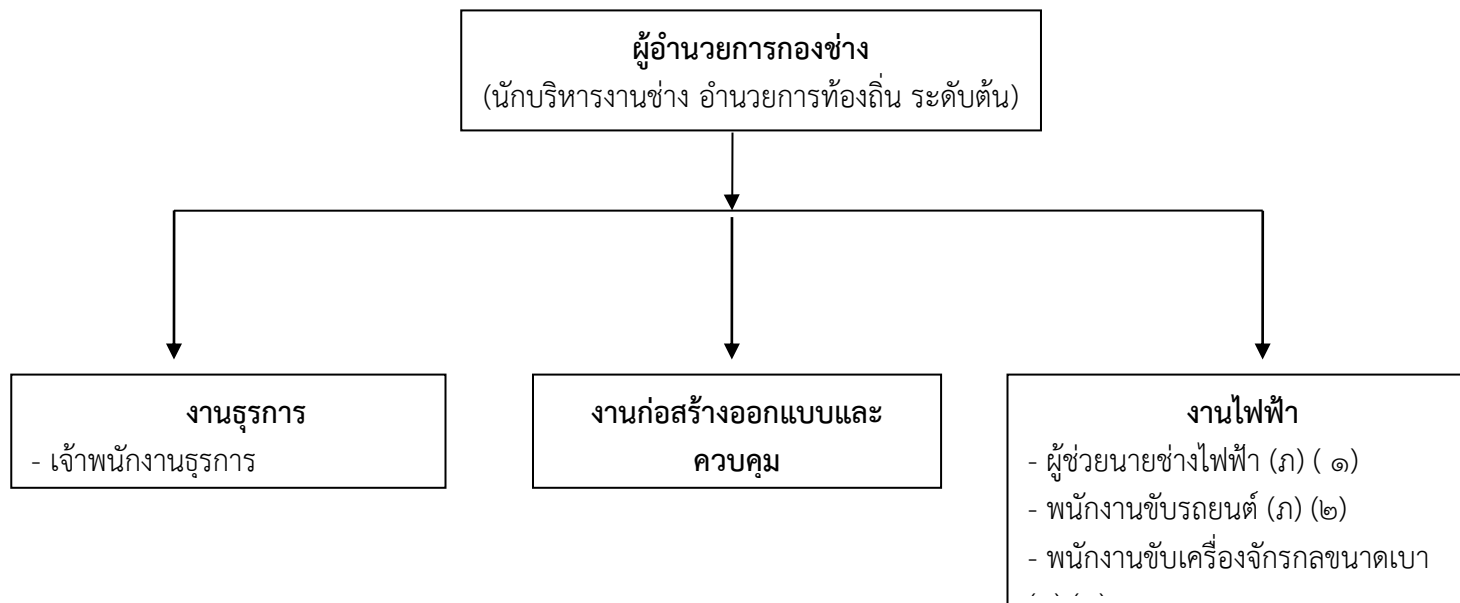 ผู้อำนวยการกองช่าง
(นักบริหารงานช่าง อำนวยการท้องถิ่น ระดับต้น)
งานธุรการ
- เจ้าพนักงานธุรการ
งานก่อสร้างออกแบบและ
ควบคุม
งานไฟฟ้า
- ผู้ช่วยนายช่างไฟฟ้า (ภ) ( ๑)
- พนักงานขับรถยนต์ (ภ) (๒)
- พนักงานขับเครื่องจักรกลขนาดเบา